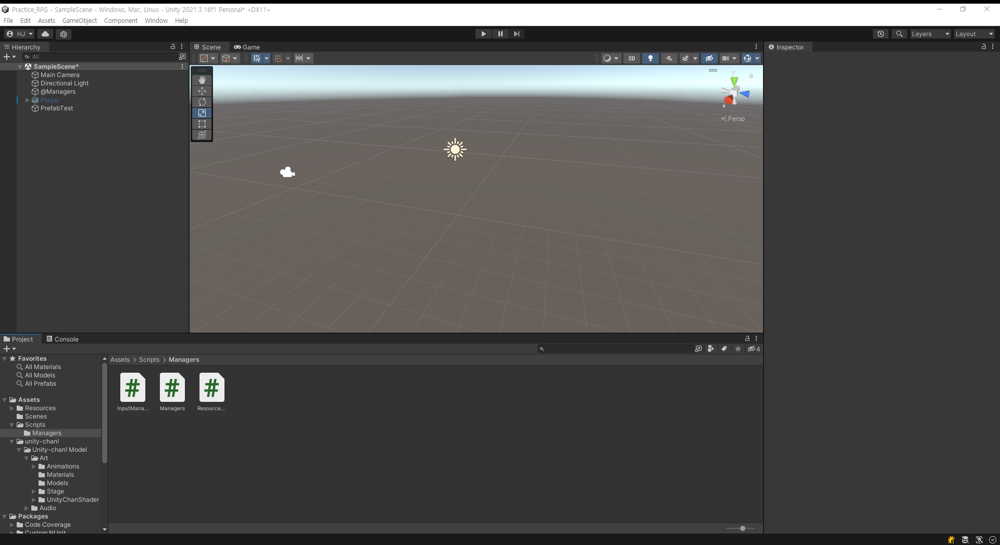 Practice_RPG - SampleScene - Windows, Mac, Linux - Unity 2021.3.16f1 Personal* <DX11>
File Edit Assets GameObject Component Window Help
HJ
Layers
Layout
Hierarchy
All
SampleScene*
Main Camera
Directional Light
@Managers
Player
PrefabTest
Scene
Game
2D
y
z
x
Persp
Inspector
Project
Console
4
Favorites
All Materials
All Models
All Prefabs
Assets
Resources
Scenes
Scripts
Managers
unity-chan!
Unity-chan! Model
Art
Animations
Materials
Models
Stage
UnityChanShader
Audio
Packages
Code Coverage
Custom NUnit
Assets > Scripts > Managers
InputMana...
Managers
Resource...